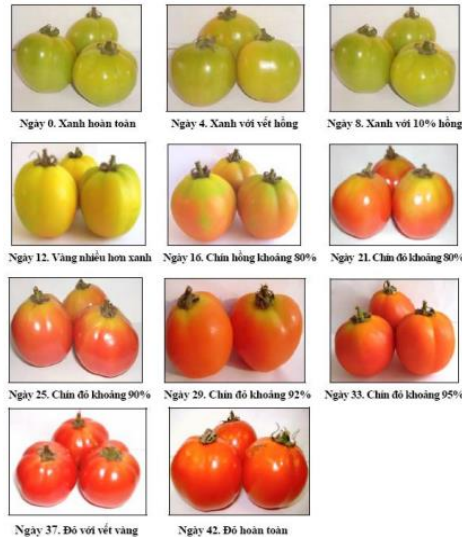 Ngày 0. Xanh hoàn toàn
Ngày 4. Xanh với vết hồng
Ngày 8. Xanh với 10% hồng
Ngày 12. Vàng nhiều hơn xanh
Ngày 16. Chín hồng khoảng 80%
Ngày 21. Chín đỏ khoảng 80%
Ngày 25. Chín đỏ khoảng 90%
Ngày 29. Chín đỏ khoảng 92%
Ngày 33. Chín đỏ khoảng 95%
Ngày 37. Đỏ với vết vàng
Ngày 42. Đỏ hoàn toàn